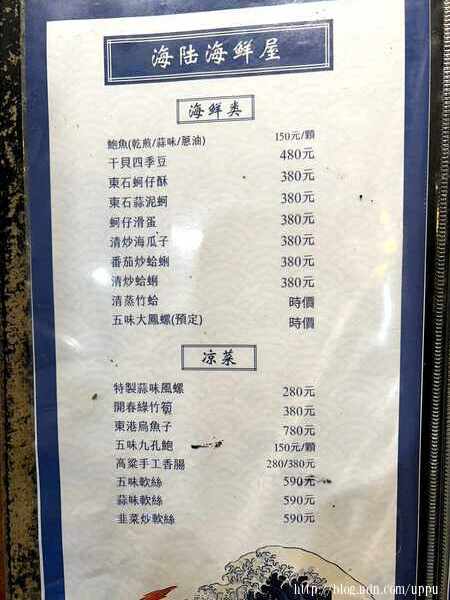 海陆海鮮屋
海鮮类
鮑魚(乾煎/蒜味/蔥油) 150元/顆
干貝四季豆 480元
東石蚵仔酥 380元
東石蒜泥蚵 380元
蚵仔滑蛋 380元
清炒海瓜子 380元
番茄炒蛤蜊 380元
清炒蛤蜊 380元
清蒸竹蛤 時價
五味大鳳螺(預定) 時價
凉菜
特製蒜味風螺 280元
開春綠竹筍 380元
東港烏魚子 780元
五味九孔鮑 150元/顆
高粱手工香腸 280/380元
五味軟絲 590元
蒜味軟絲 590元
韭菜炒軟絲 590元
http://blog.udn.com/uppu